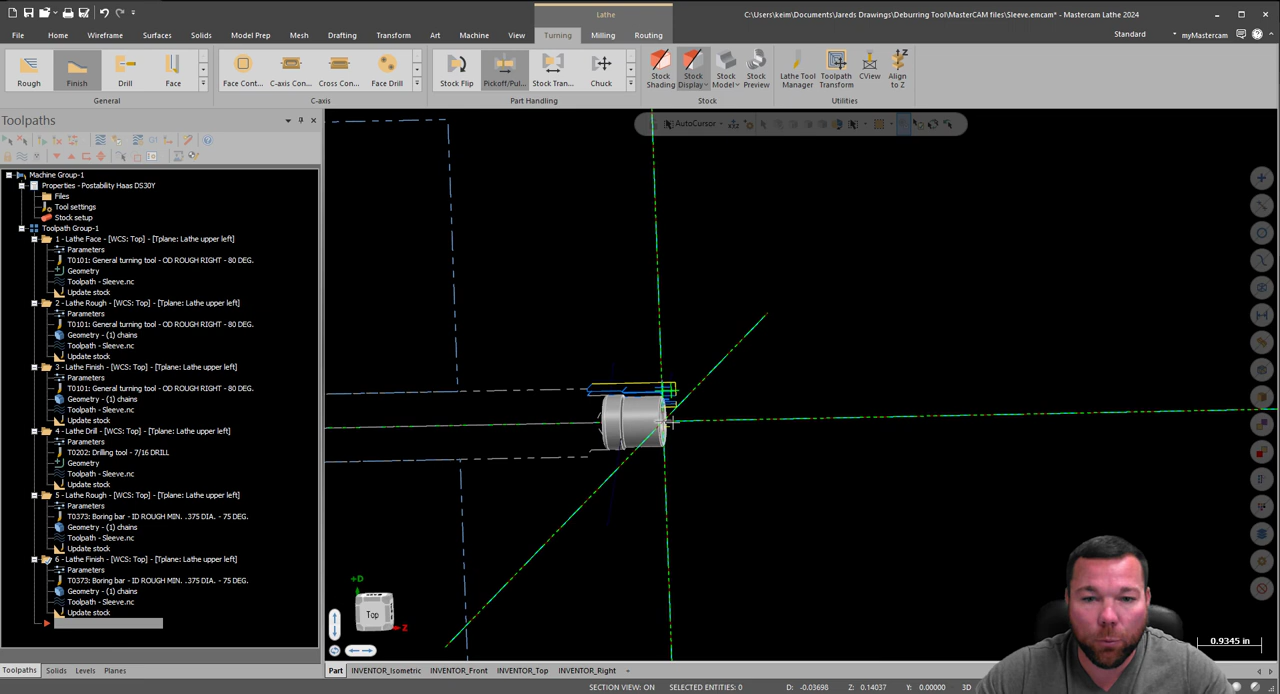 Lathe
C:\Users\keim\Documents\Jareds Drawings\Deburring Tool\MasterCAM files\Sleeve.emcam* - Mastercam Lathe 2024
File Home Wireframe Surfaces Solids Model Prep Mesh Drafting Transform Art Machine View Turning Milling Routing Standard myMastercam
Rough Finish Drill Face Face Cont... C-axis Con... Cross Con... Face Drill Stock Flip Pickoff/Pul... Stock Tran... Chuck Stock Shading Stock Display Stock Model Stock Preview Lathe Tool Manager Toolpath Transform CView Align to Z
General C-axis Part Handling Stock Utilities
Toolpaths
AutoCursor
Machine Group-1
Properties - Postability Haas DS30Y
Files
Tool settings
Stock setup
Toolpath Group-1
1 - Lathe Face - [WCS: Top] - [Tplane: Lathe upper left]
Parameters
T0101: General turning tool - OD ROUGH RIGHT - 80 DEG.
Geometry
Toolpath - Sleeve.nc
Update stock
2 - Lathe Rough - [WCS: Top] - [Tplane: Lathe upper left]
Parameters
T0101: General turning tool - OD ROUGH RIGHT - 80 DEG.
Geometry - (1) chains
Toolpath - Sleeve.nc
Update stock
3 - Lathe Finish - [WCS: Top] - [Tplane: Lathe upper left]
Parameters
T0101: General turning tool - OD ROUGH RIGHT - 80 DEG.
Geometry - (1) chains
Toolpath - Sleeve.nc
Update stock
4 - Lathe Drill - [WCS: Top] - [Tplane: Lathe upper left]
Parameters
T0202: Drilling tool - 7/16 DRILL
Geometry
Toolpath - Sleeve.nc
Update stock
5 - Lathe Rough - [WCS: Top] - [Tplane: Lathe upper left]
Parameters
T0373: Boring bar - ID ROUGH MIN. .375 DIA. - 75 DEG.
Geometry - (1) chains
Toolpath - Sleeve.nc
Update stock
6 - Lathe Finish - [WCS: Top] - [Tplane: Lathe upper left]
Parameters
T0373: Boring bar - ID ROUGH MIN. .375 DIA. - 75 DEG.
Geometry - (1) chains
Toolpath - Sleeve.nc
Update stock
+D
Top
Z
0.9345 in
Toolpaths Solids Levels Planes
Part INVENTOR_Isometric INVENTOR_Front INVENTOR_Top INVENTOR_Right +
SECTION VIEW: ON SELECTED ENTITIES: 0 D: -0.03698 Z: 0.14037 Y: 0.00000 3D